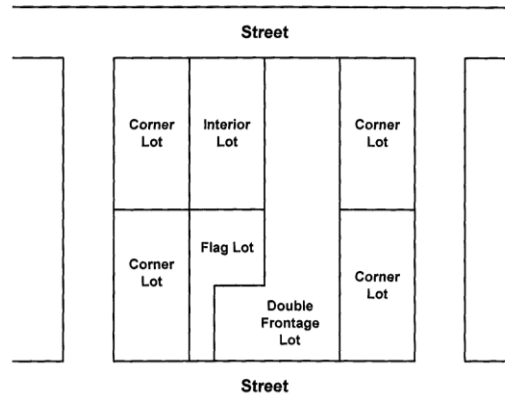 Street
Corner
Lot
Interior
Lot
Corner
Lot
Corner
Lot
Flag Lot
Corner
Lot
Double
Frontage
Lot
Street